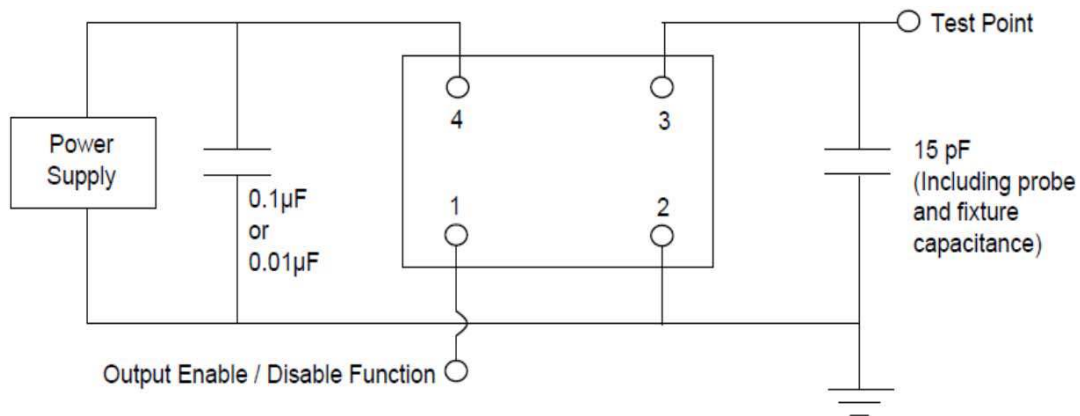 Test Point
4
3
Power
Supply
15 pF
(Including probe
and fixture
capacitance)
0.1µF
or
0.01µF
1
2
Output Enable / Disable Function